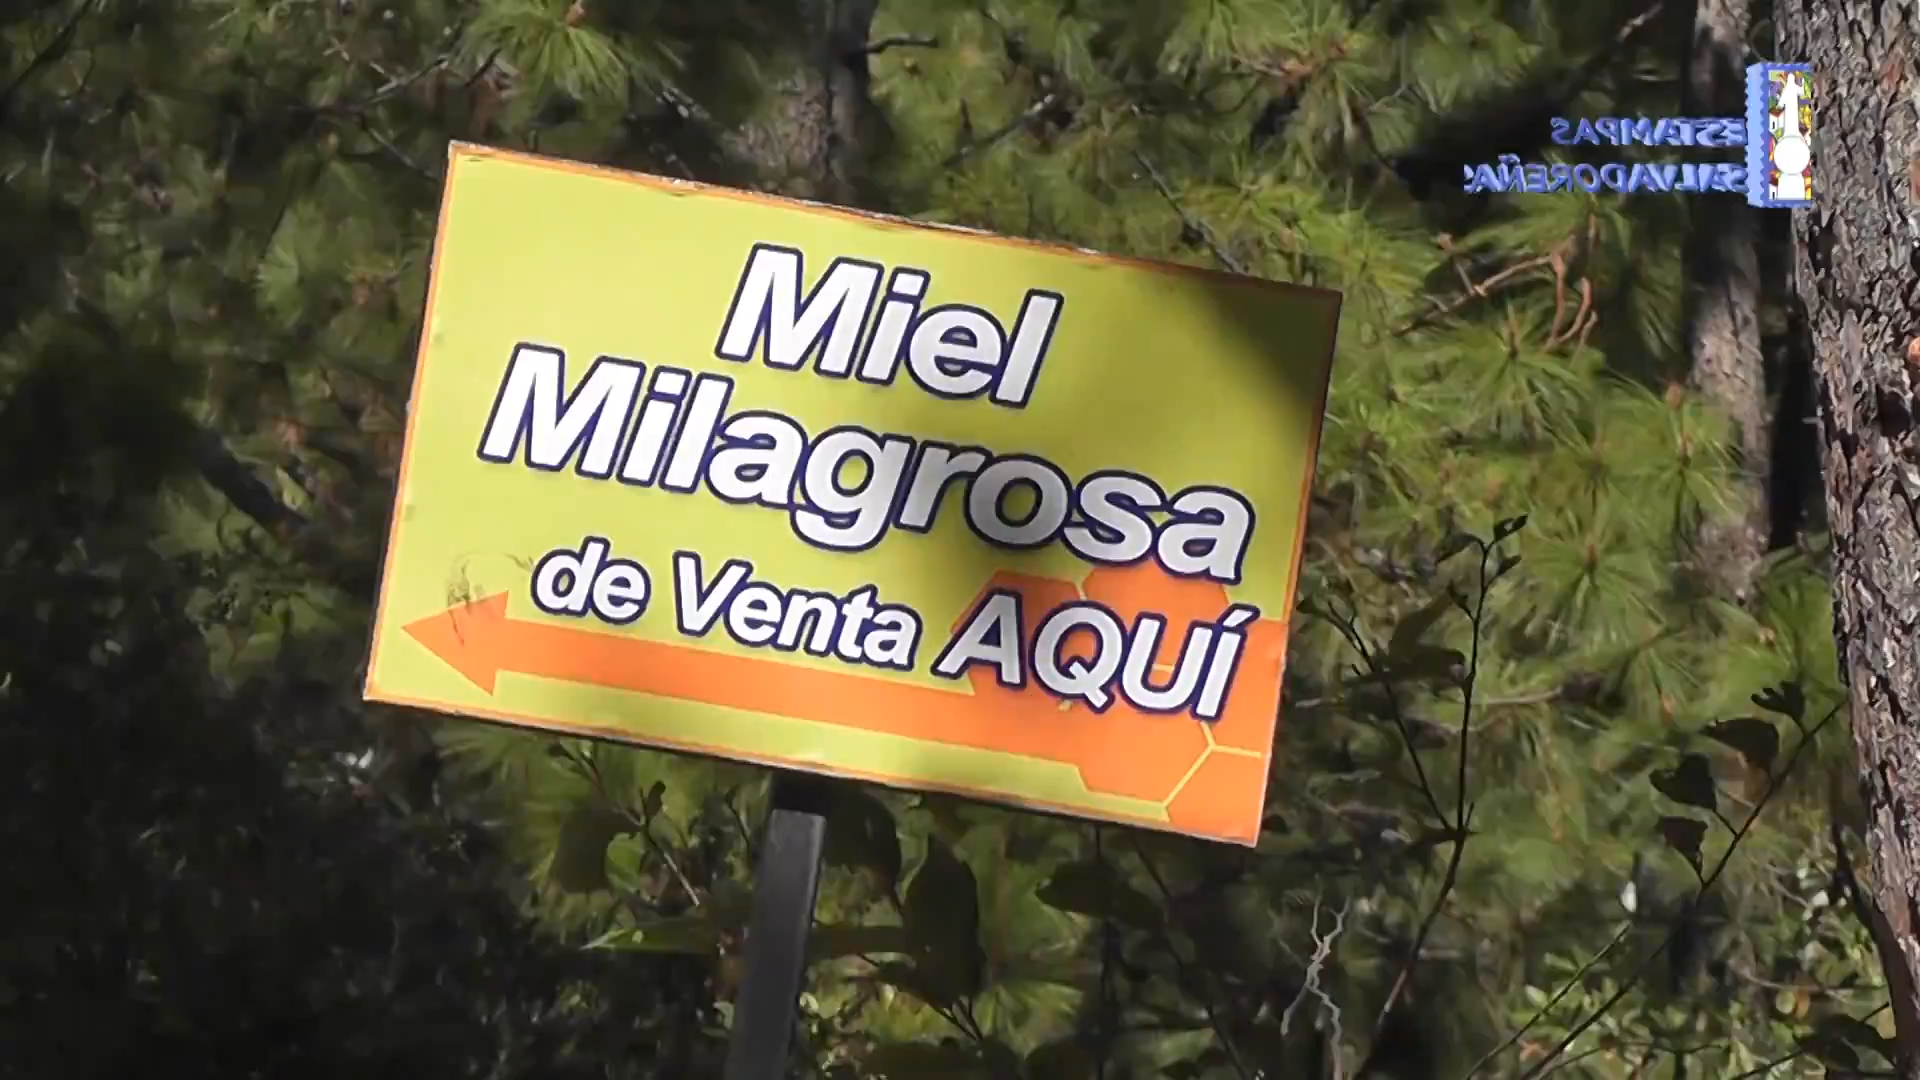 Miel
Milagrosa
de Venta AQUÍ
ESTAMPAS
SALVADOREÑAS